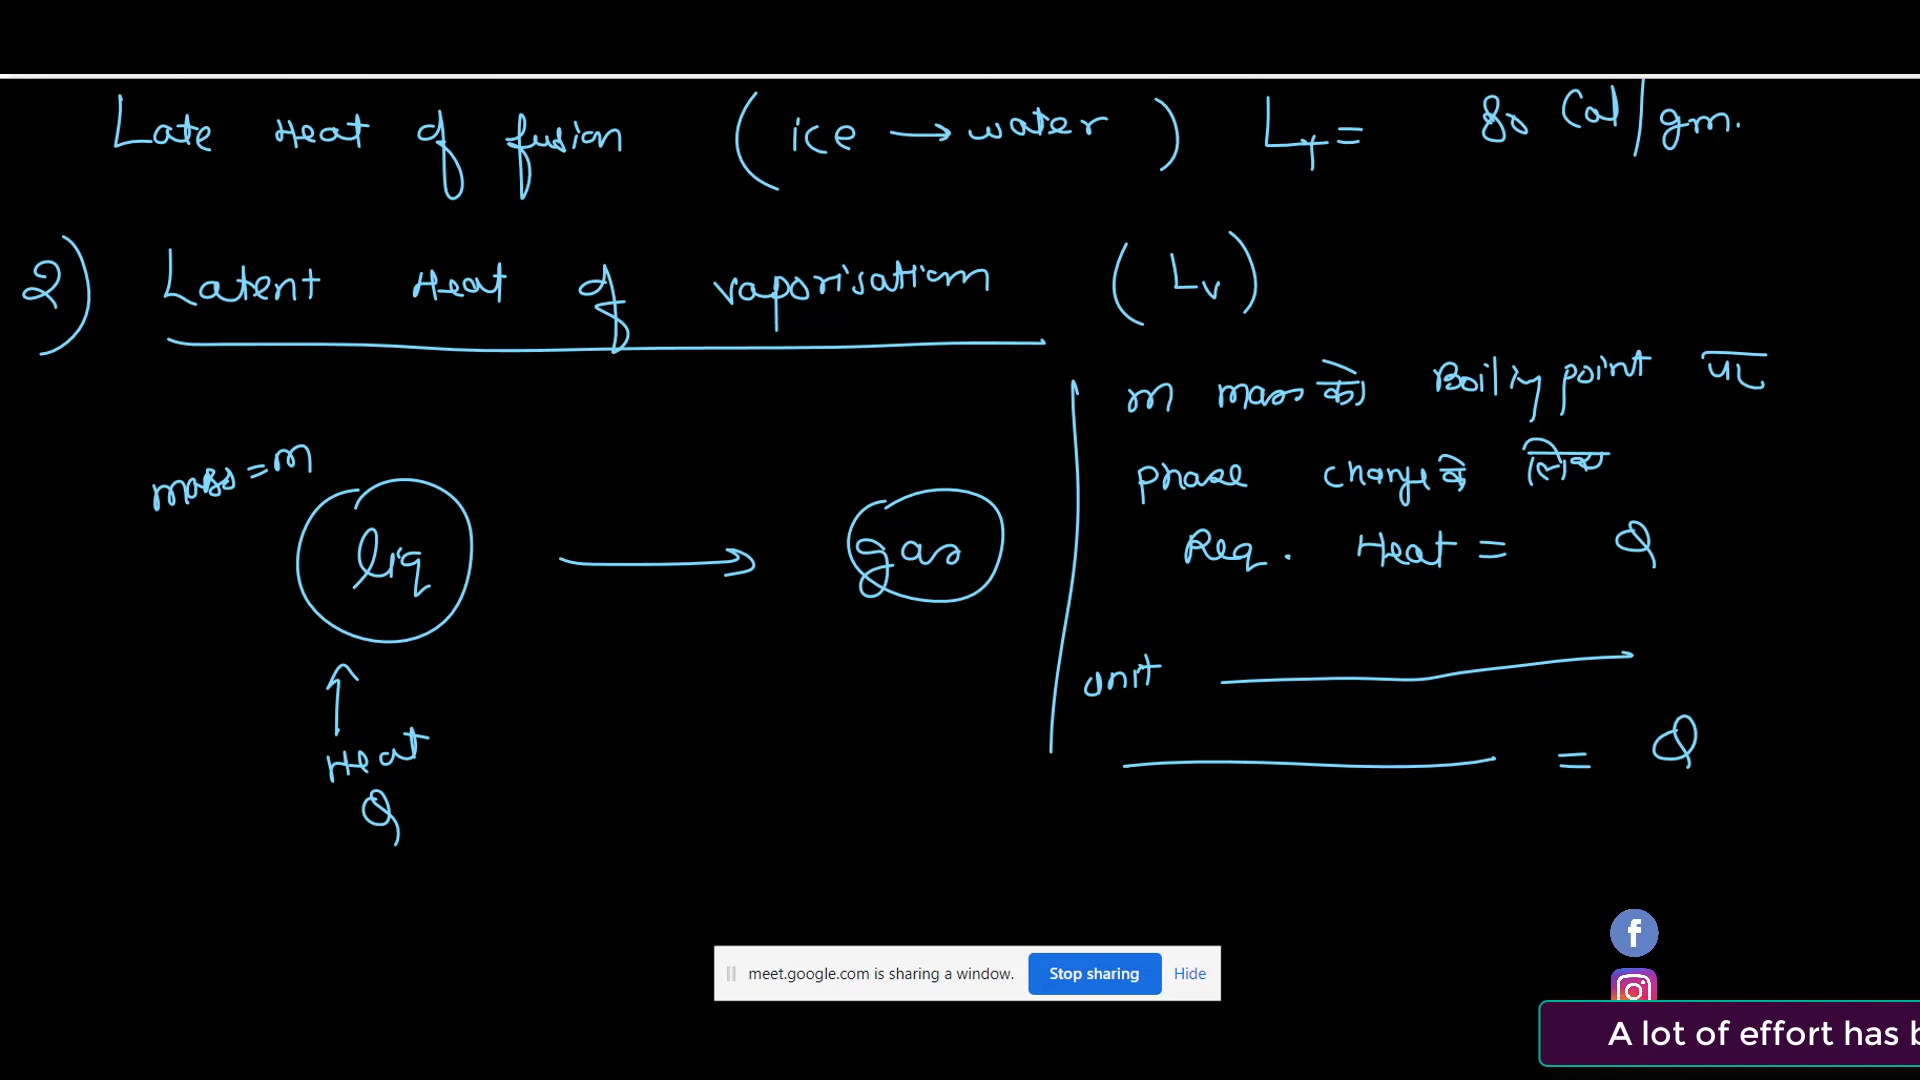 Late Heat of fusion (ice → water) Lf = 80 Cal/gm.
2) Latent Heat of vaporisation (Lv)
mass = m
liq → gas
Heat
Q
m mass को Boiling point पर
phase change के लिए
Req. Heat = Q
unit
= Q
meet.google.com is sharing a window. Stop sharing Hide
A lot of effort has b